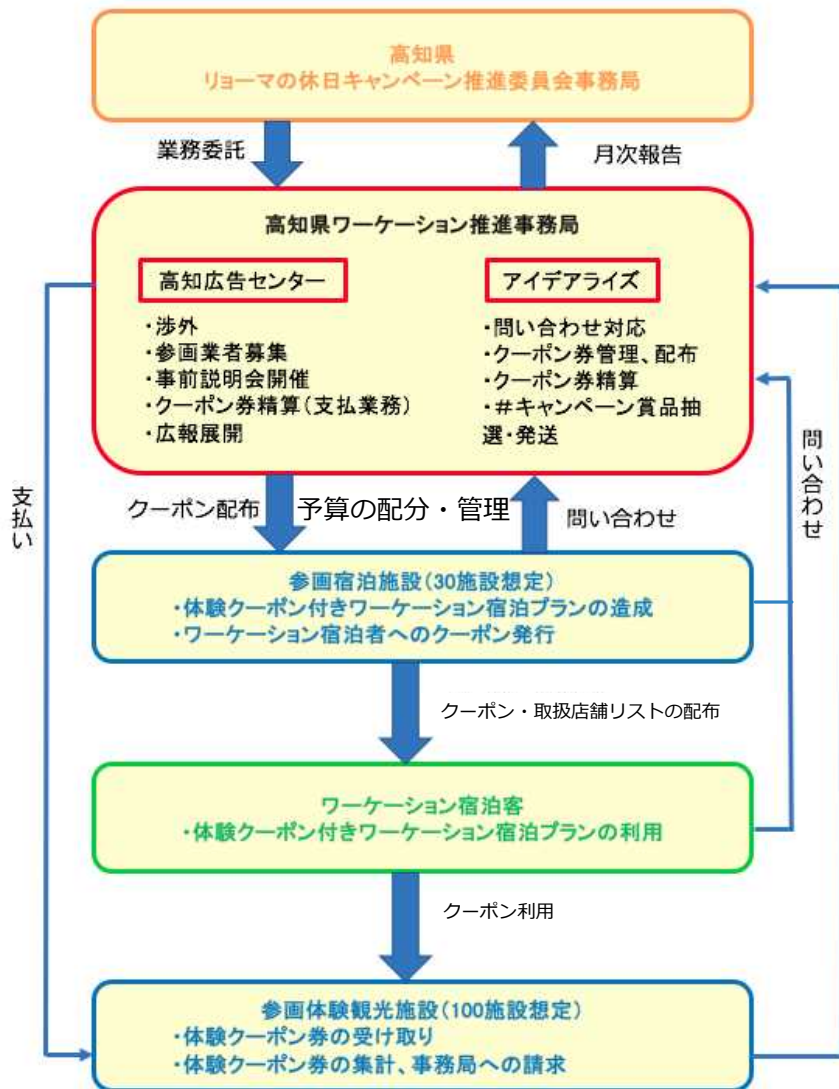 高知県
リョーマの休日キャンペーン推進委員会事務局
業務委託
月次報告
高知県ワーケーション推進事務局
高知広告センター
・渉外
・参画業者募集
・事前説明会開催
・クーポン券精算(支払業務)
・広報展開
アイデアライズ
・問い合わせ対応
・クーポン券管理、配布
・クーポン券精算
・#キャンペーン賞品抽
選・発送
支払い
クーポン配布
予算の配分・管理
問い合わせ
問い合わせ
参画宿泊施設(30施設想定)
・体験クーポン付きワーケーション宿泊プランの造成
・ワーケーション宿泊者へのクーポン発行
クーポン・取扱店舗リストの配布
ワーケーション宿泊客
・体験クーポン付きワーケーション宿泊プランの利用
クーポン利用
参画体験観光施設(100施設想定)
・体験クーポン券の受け取り
・体験クーポン券の集計、事務局への請求